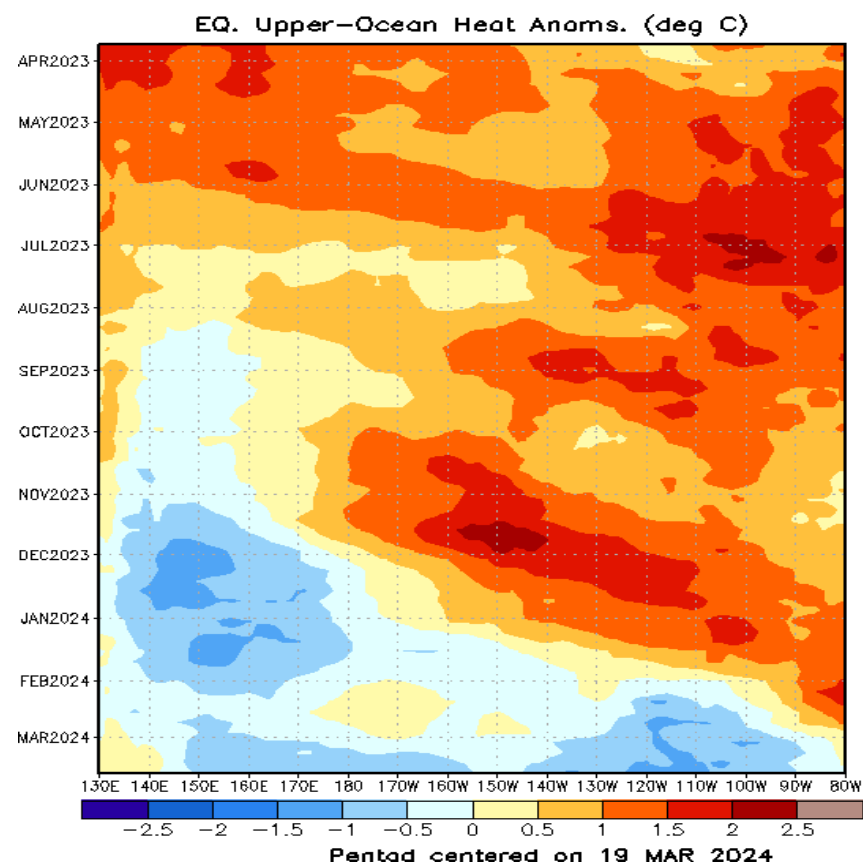 EQ. Upper-Ocean Heat Anoms. (deg C)
APR2023
MAY2023
JUN2023
JUL2023
AUG2023
SEP2023
OCT2023
NOV2023
DEC2023
JAN2024
FEB2024
MAR2024
130E 140E 150E 160E 170E 180 170W 160W 150W 140W 130W 120W 110W 100W 90W 80W
-2.5 -2 -1.5 -1 -0.5 0 0.5 1 1.5 2 2.5
Pentad centered on 19 MAR 2024